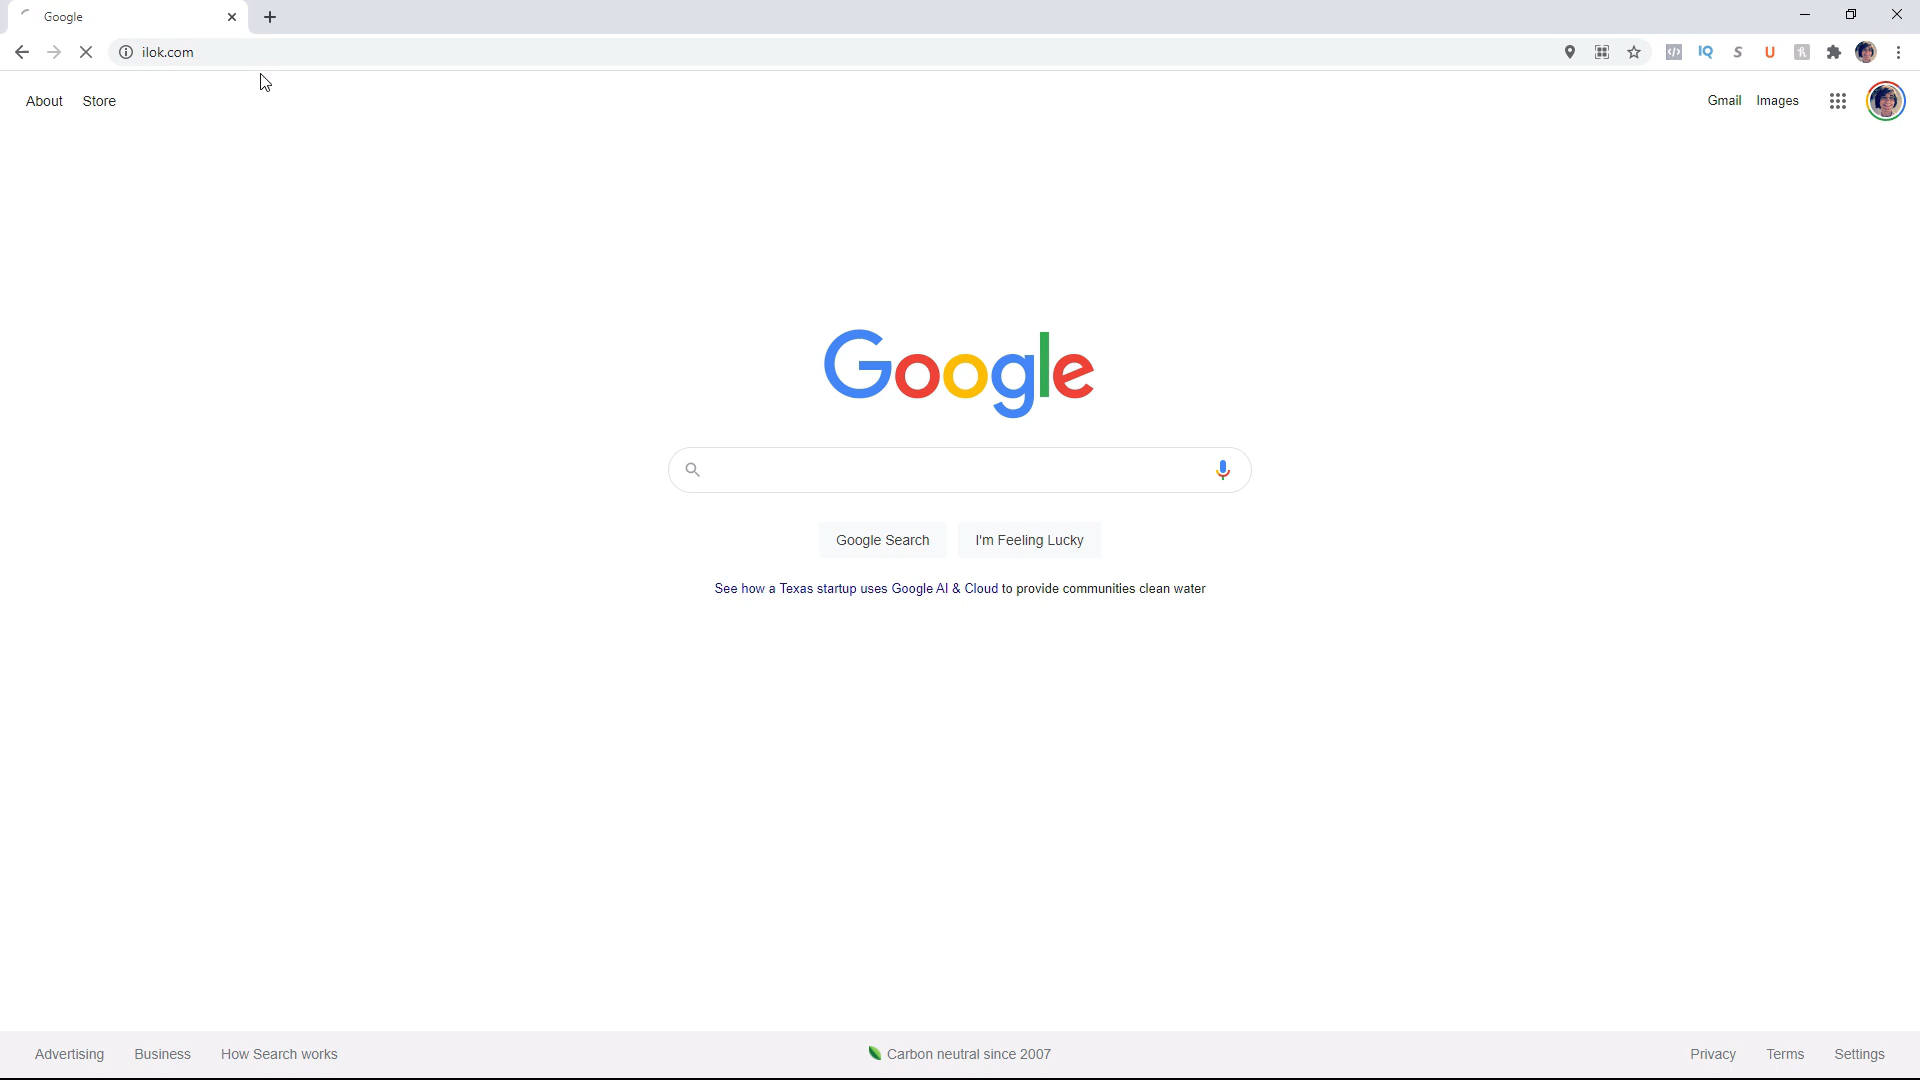 Google
ilok.com
IQ S U
About Store
Gmail Images
Google
Google Search I'm Feeling Lucky
See how a Texas startup uses Google AI & Cloud to provide communities clean water
Advertising Business How Search works
Carbon neutral since 2007
Privacy Terms Settings